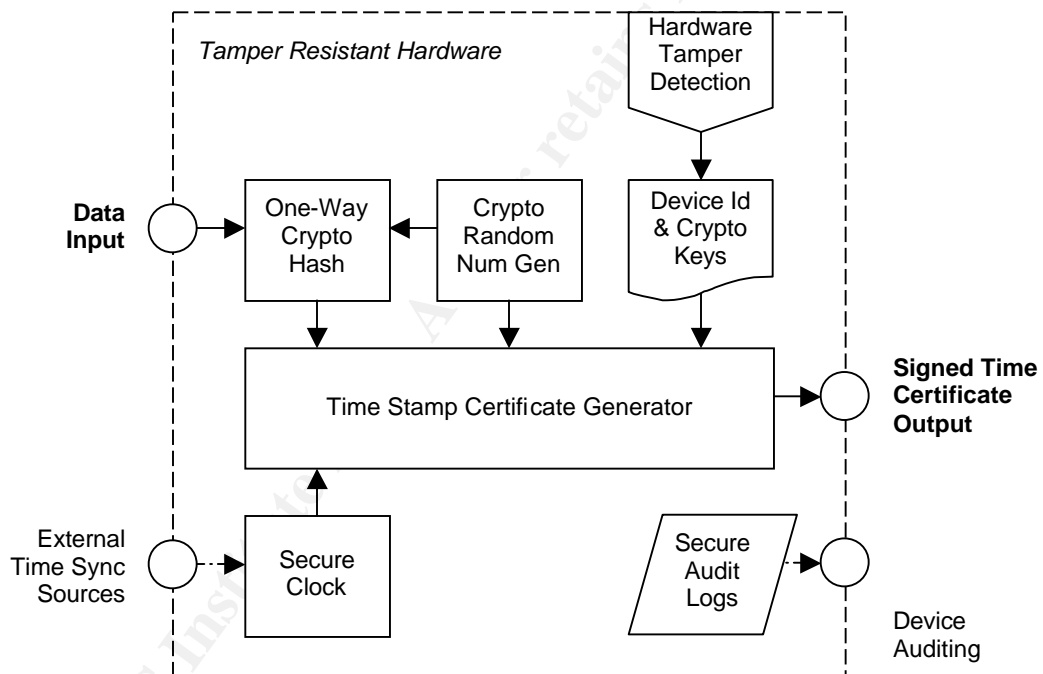 Tamper Resistant Hardware
Hardware
Tamper
Detection
Data
Input
One-Way
Crypto
Hash
Crypto
Random
Num Gen
Device Id
& Crypto
Keys
Time Stamp Certificate Generator
Signed Time
Certificate
Output
External
Time Sync
Sources
Secure
Clock
Secure
Audit
Logs
Device
Auditing